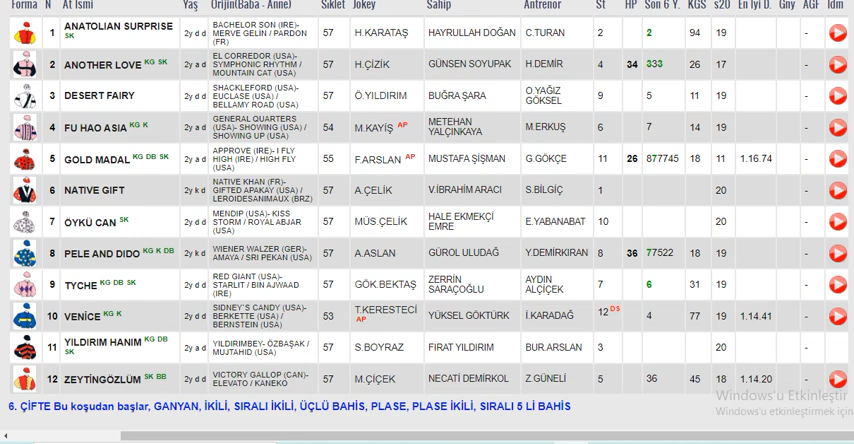 Forma N At İsmi Yaş Orijin(Baba - Anne) Sıklet Jokey Sahip Antrenör St HP Son 6 Y. KGS s20 En İyi D. Gny AGF İdm
1 ANATOLIAN SURPRISE SK 2y d d BACHELOR SON (IRE)- MERVE GELİN / PARDON (FR) 57 H.KARATAŞ HAYRULLAH DOĞAN C.TURAN 2 2 94 19 -
2 ANOTHER LOVE KG SK 2y a d EL CORREDOR (USA)- SYMPHONIC RHYTHM / MOUNTAIN CAT (USA) 57 H.ÇİZİK GÜNSEN SOYUPAK H.DEMİR 4 34 333 26 17 -
3 DESERT FAIRY 2y d d SHACKLEFORD (USA)- EUCLASE (USA) / BELLAMY ROAD (USA) 57 Ö.YILDIRIM BUĞRA ŞARA O.YAĞIZ GÖKSEL 9 5 11 19 -
4 FU HAO ASIA KG K 2y a d GENERAL QUARTERS (USA)- SHOWING (USA) / SHOWING UP (USA) 54 M.KAYİŞ AP METEHAN YALÇINKAYA M.ERKUŞ 6 7 14 19 -
5 GOLD MADAL KG DB SK 2y k d APPROVE (IRE)- I FLY HIGH (IRE) / HIGH FLY (USA) 55 F.ARSLAN AP MUSTAFA ŞİŞMAN G.GÖKÇE 11 26 877745 18 11 1.16.74 -
6 NATIVE GIFT 2y k d NATIVE KHAN (FR)- GIFTED APAKAY (USA) / LEROIDESANIMAUX (BRZ) 57 A.ÇELİK V.İBRAHİM ARACI S.BİLGİÇ 1 20 -
7 ÖYKÜ CAN SK 2y d d MENDIP (USA)- KISS STORM / ROYAL ABJAR (USA) 57 MÜS.ÇELİK HALE EKMEKÇİ EMRE E.YABANABAT 10 20 -
8 PELE AND DIDO KG K DB 2y k d WIENER WALZER (GER)- AMAYA / SRI PEKAN (USA) 57 A.ASLAN GÜROL ULUDAĞ Y.DEMİRKIRAN 8 36 77522 18 19 -
9 TYCHE KG DB SK 2y d d RED GIANT (USA)- STARLIT / BIN AJWAAD (IRE) 57 GÖK.BEKTAŞ ZERRİN SARAÇOĞLU AYDIN ALÇİÇEK 7 6 31 19 -
10 VENICE KG K 2y a d SIDNEY'S CANDY (USA)- BERKETTE (USA) / BERNSTEIN (USA) 53 T.KERESTECİ AP YÜKSEL GÖKTÜRK İ.KARADAĞ 12 DS 4 77 19 1.14.41 -
11 YILDIRIM HANIM KG DB SK 2y a d YILDIRIMBEY- ÖZBAŞAK / MUJTAHID (USA) 57 S.BOYRAZ FIRAT YILDIRIM BUR.ARSLAN 3 20 -
12 ZEYTİNGÖZLÜM SK BB 2y d d VICTORY GALLOP (CAN)- ELEVATO / KANEKO 57 M.ÇİÇEK NECATİ DEMİRKOL Z.GÜNELİ 5 36 45 18 1.14.20 -
6. ÇİFTE Bu koşudan başlar, GANYAN, İKİLİ, SIRALI İKİLİ, ÜÇLÜ BAHİS, PLASE, PLASE İKİLİ, SIRALI 5 Lİ BAHİS
Windows'u Etkinleştir
Windows'u etkinleştirmek için